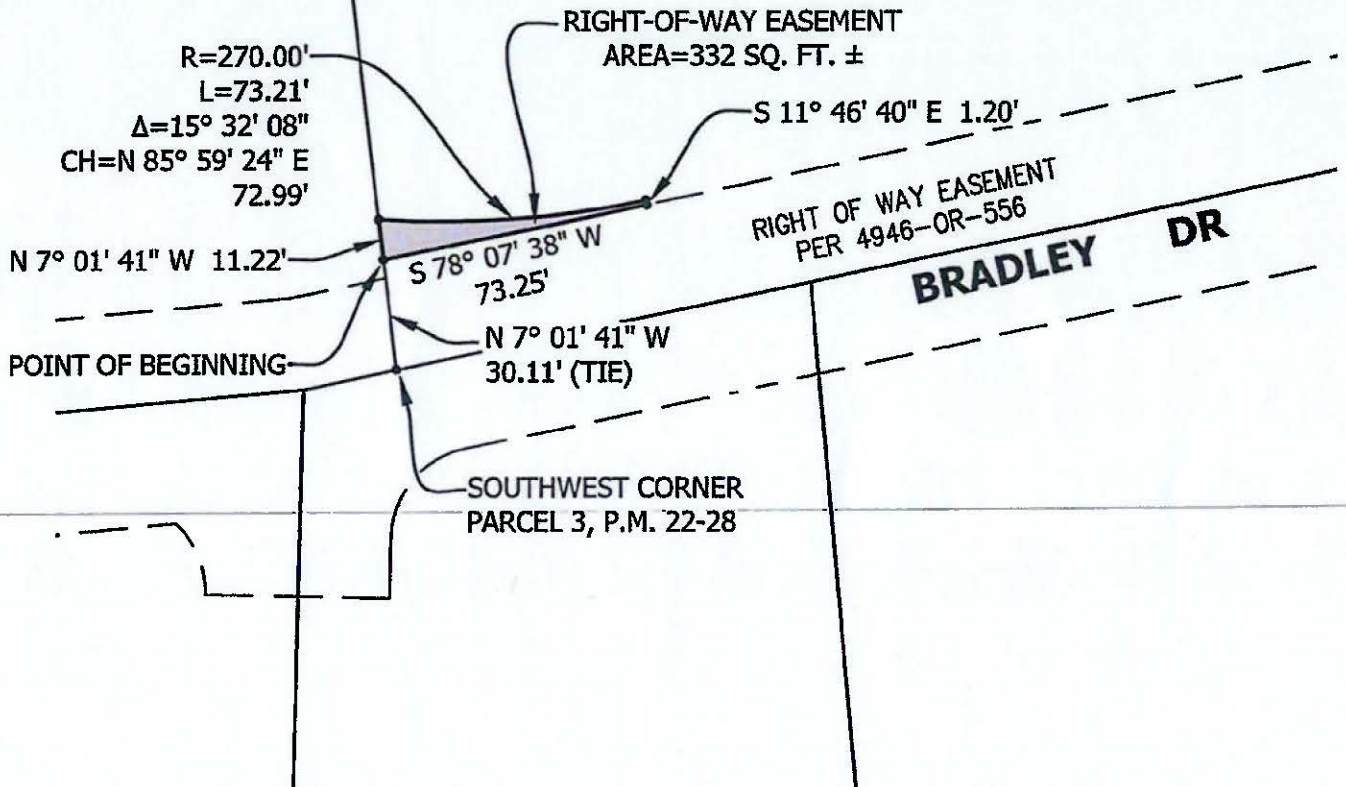 RIGHT-OF-WAY EASEMENT
AREA=332 SQ. FT. ±
R=270.00'
L=73.21'
Δ=15° 32' 08"
CH=N 85° 59' 24" E
72.99'
S 11° 46' 40" E 1.20'
RIGHT OF WAY EASEMENT
PER 4946-OR-556
BRADLEY DR
N 7° 01' 41" W 11.22'
S 78° 07' 38" W
73.25'
POINT OF BEGINNING
N 7° 01' 41" W
30.11' (TIE)
SOUTHWEST CORNER
PARCEL 3, P.M. 22-28